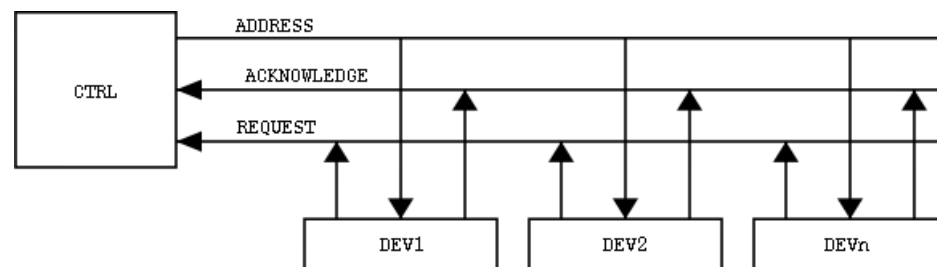 ADDRESS
ACKNOWLEDGE
CTRL
REQUEST
DEV1 DEV2 DEVn